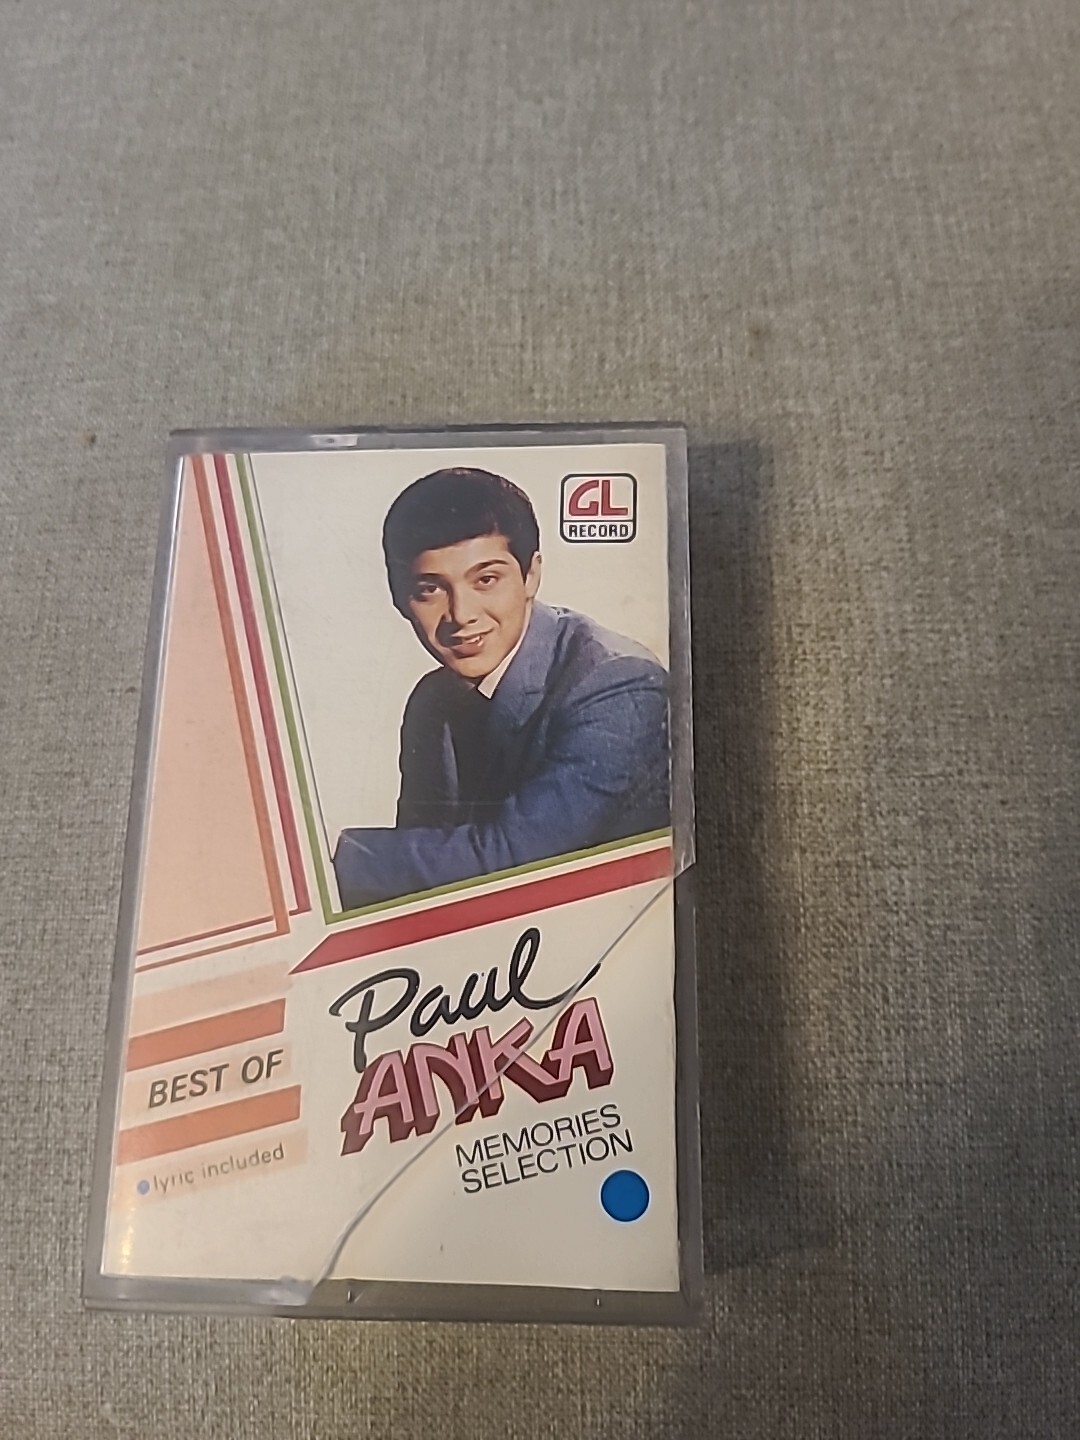 GL
RECORD
Paul
ANKA
BEST OF
MEMORIES
SELECTION
lyric included